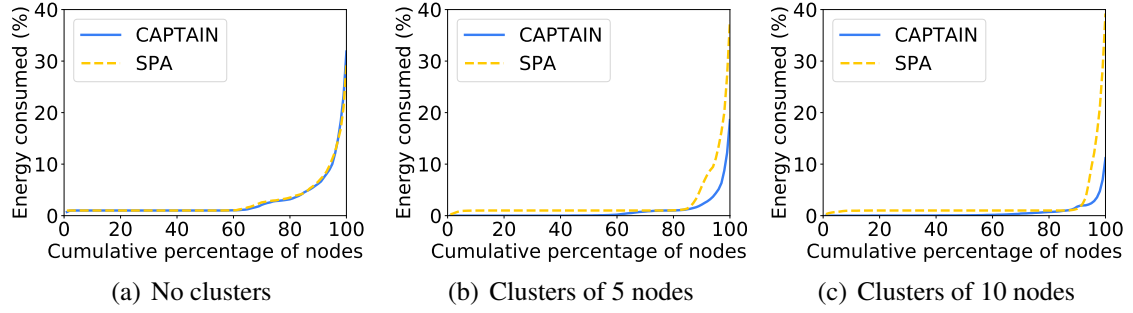 40
30
20
10
0
Energy consumed (%)
CAPTAIN
SPA
0 20 40 60 80 100
Cumulative percentage of nodes
(a) No clusters
40
30
20
10
0
Energy consumed (%)
CAPTAIN
SPA
0 20 40 60 80 100
Cumulative percentage of nodes
(b) Clusters of 5 nodes
40
30
20
10
0
Energy consumed (%)
CAPTAIN
SPA
0 20 40 60 80 100
Cumulative percentage of nodes
(c) Clusters of 10 nodes